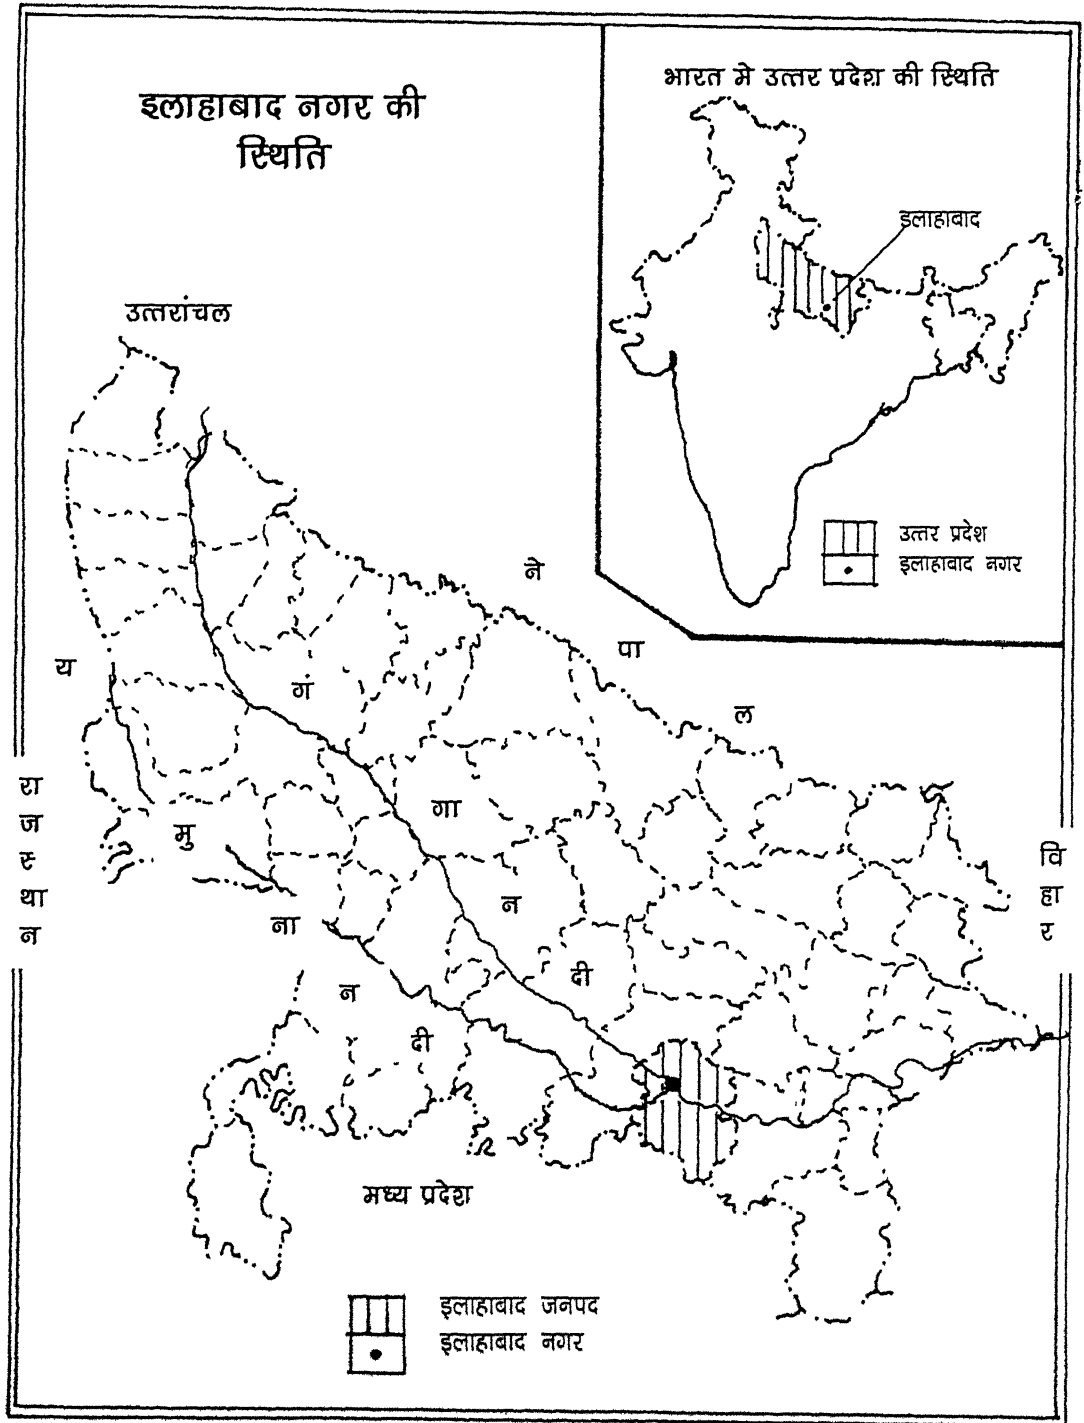 इलाहाबाद नगर की
स्थिति
भारत मे उत्तर प्रदेश की स्थिति
इलाहाबाद
उत्तर प्रदेश
इलाहाबाद नगर
उत्तरांचल
ने
पा
ल
य
मु
ना
न
दी
गं
गा
न
दी
रा
ज
स्
था
न
वि
हा
र
मध्य प्रदेश
इलाहाबाद जनपद
इलाहाबाद नगर